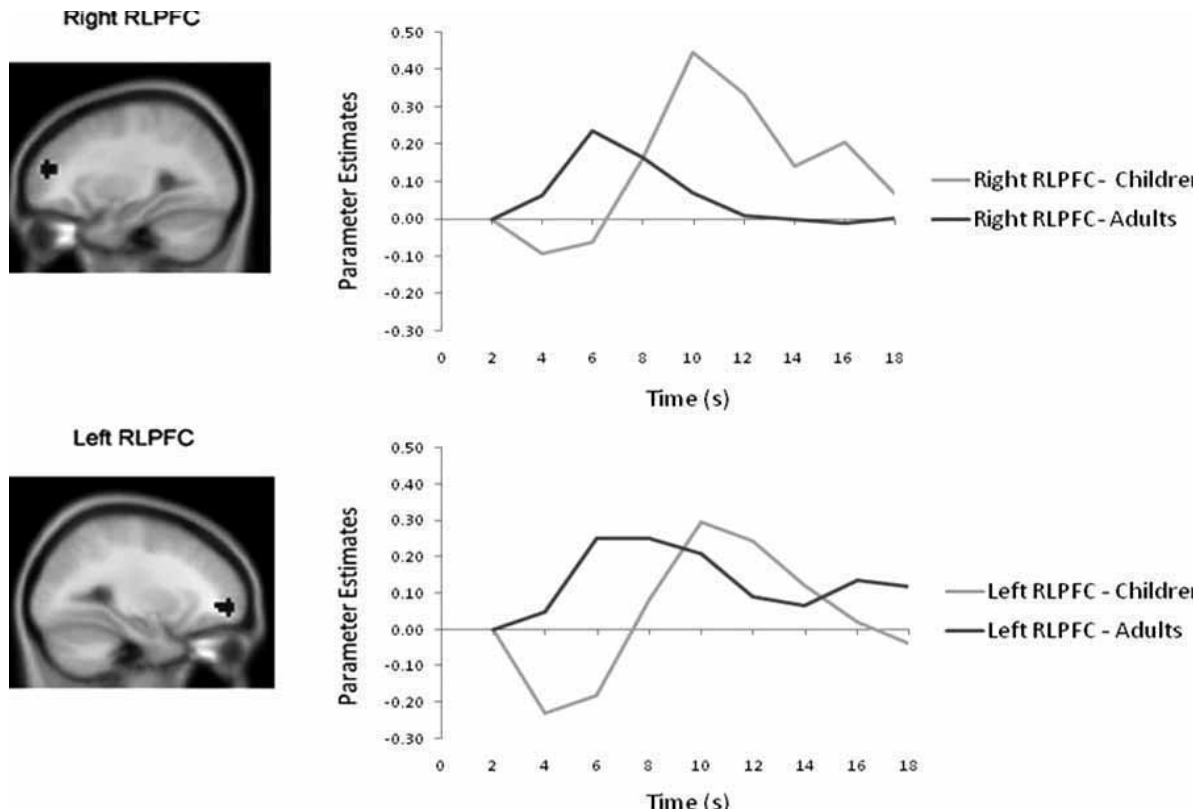 Right RLPFC
0.50
0.40
0.30
0.20
0.10
0.00
-0.10
-0.20
-0.30
Parameter Estimates
0 2 4 6 8 10 12 14 16 18
Time (s)
Right RLPFC - Children
Right RLPFC - Adults
Left RLPFC
0.50
0.40
0.30
0.20
0.10
0.00
-0.10
-0.20
-0.30
Parameter Estimates
0 2 4 6 8 10 12 14 16 18
Time (s)
Left RLPFC - Children
Left RLPFC - Adults